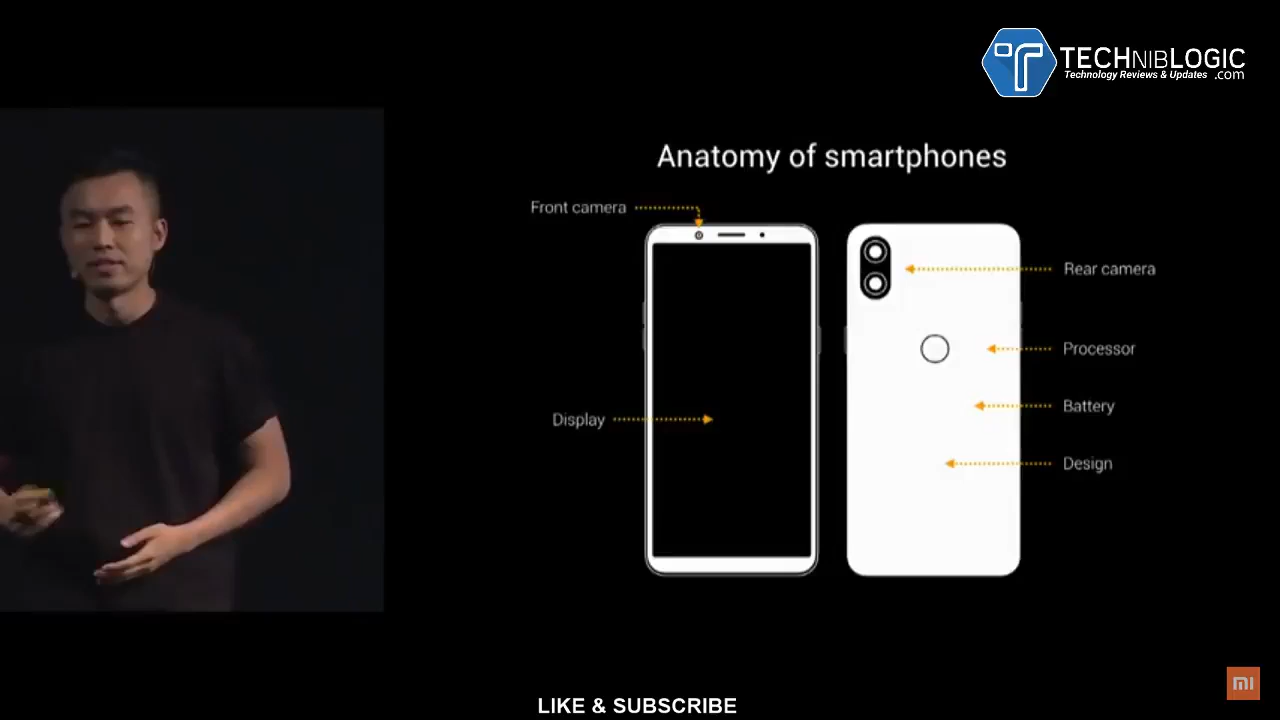 TECHNIBLOGIC
Technology Reviews & Updates .com
Anatomy of smartphones
Front camera
Rear camera
Processor
Battery
Display
Design
mi
LIKE & SUBSCRIBE